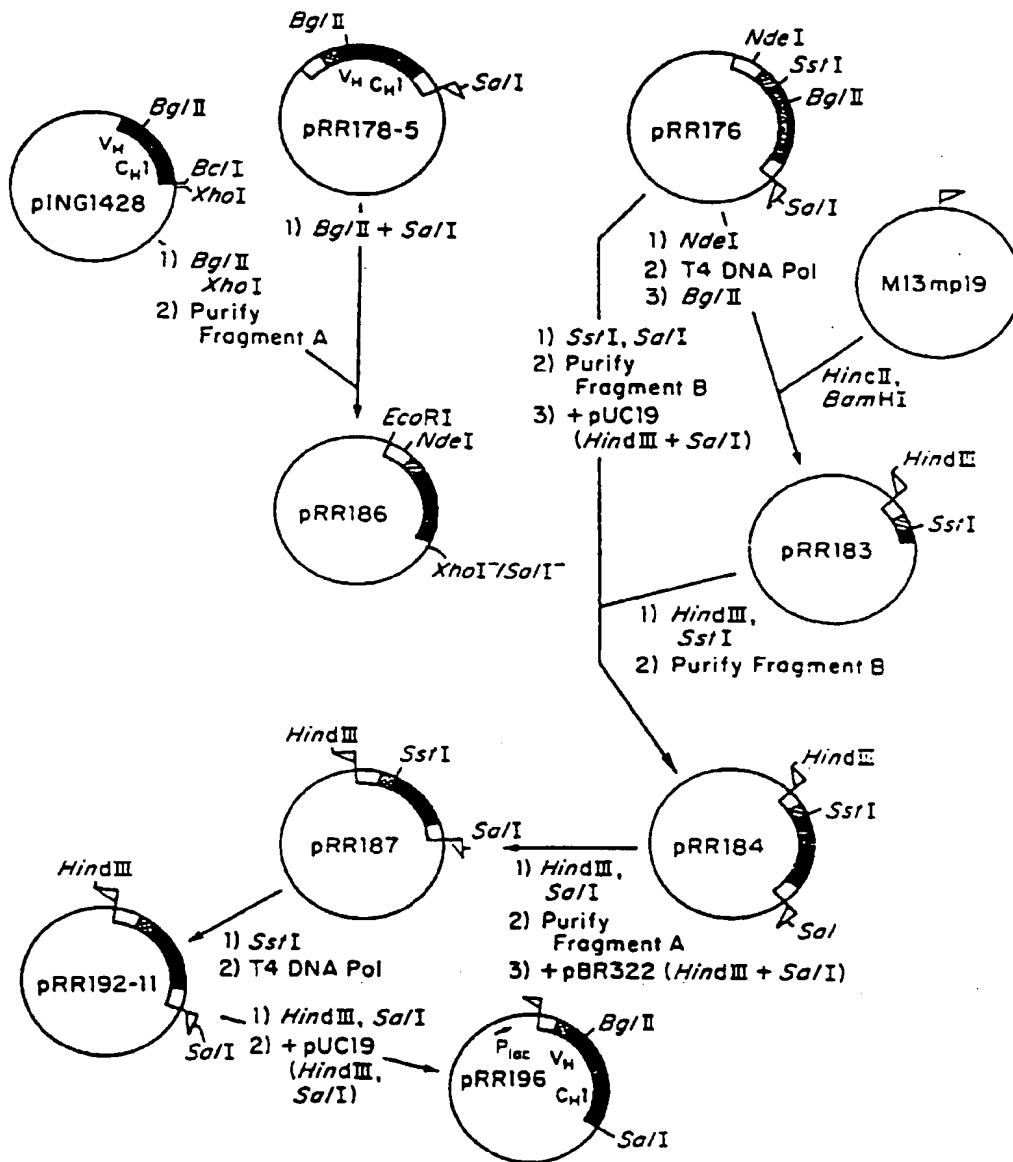 BglII
VH CH1
SalI
pRR178-5
1) BglII + SalI
BglII
VH
CH1
BclI
XhoI
pING1428
1) BglII
XhoI
2) Purify
Fragment A
EcoRI
NdeI
pRR186
XhoI⁻/SalI⁻
NdeI
SstI
BglII
pRR176
SalI
1) NdeI
2) T4 DNA Pol
3) BglII
M13mp19
HincII,
BamHI
1) SstI, SalI
2) Purify
Fragment B
3) +pUC19
(HindIII + SalI)
HindIII
SstI
pRR183
1) HindIII,
SstI
2) Purify Fragment B
HindIII
SstI
pRR184
Sal
1) HindIII,
SalI
2) Purify
Fragment A
3) +pBR322 (HindIII + SalI)
HindIII
SstI
pRR187
SalI
1) SstI
2) T4 DNA Pol
HindIII
pRR192-11
SalI
1) HindIII, SalI
2) +pUC19
(HindIII,
SalI)
BglII
Plac
VH
pRR196
CH1
SalI